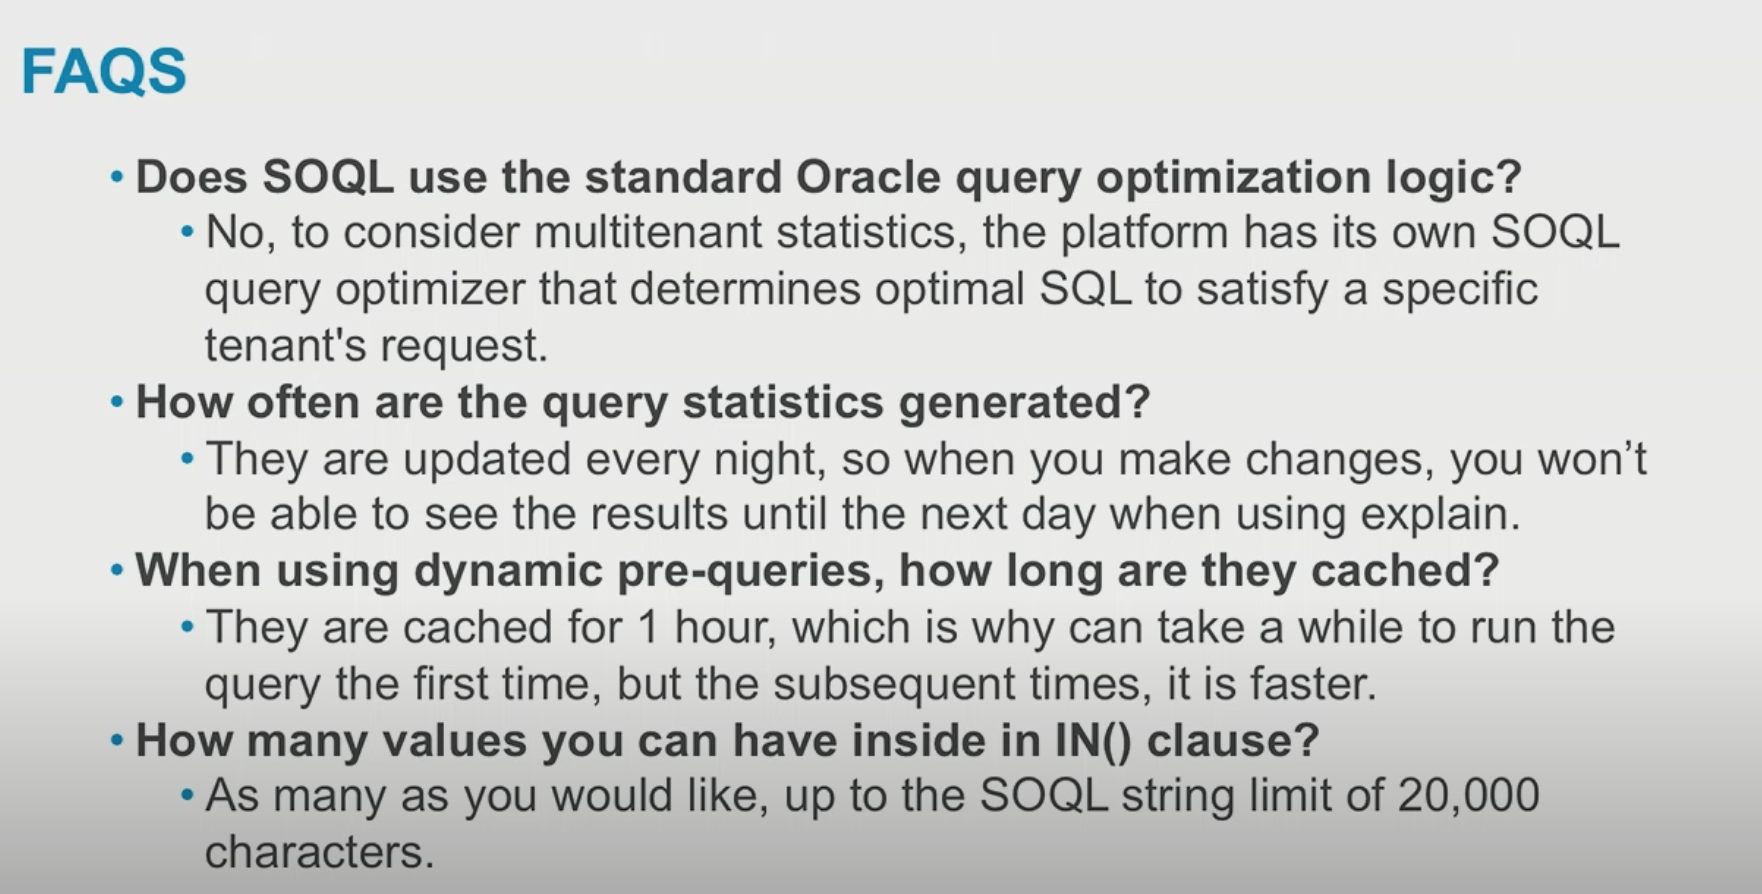 FAQS
• Does SOQL use the standard Oracle query optimization logic?
• No, to consider multitenant statistics, the platform has its own SOQL
query optimizer that determines optimal SQL to satisfy a specific
tenant's request.
• How often are the query statistics generated?
• They are updated every night, so when you make changes, you won’t
be able to see the results until the next day when using explain.
• When using dynamic pre-queries, how long are they cached?
• They are cached for 1 hour, which is why can take a while to run the
query the first time, but the subsequent times, it is faster.
• How many values you can have inside in IN() clause?
• As many as you would like, up to the SOQL string limit of 20,000
characters.